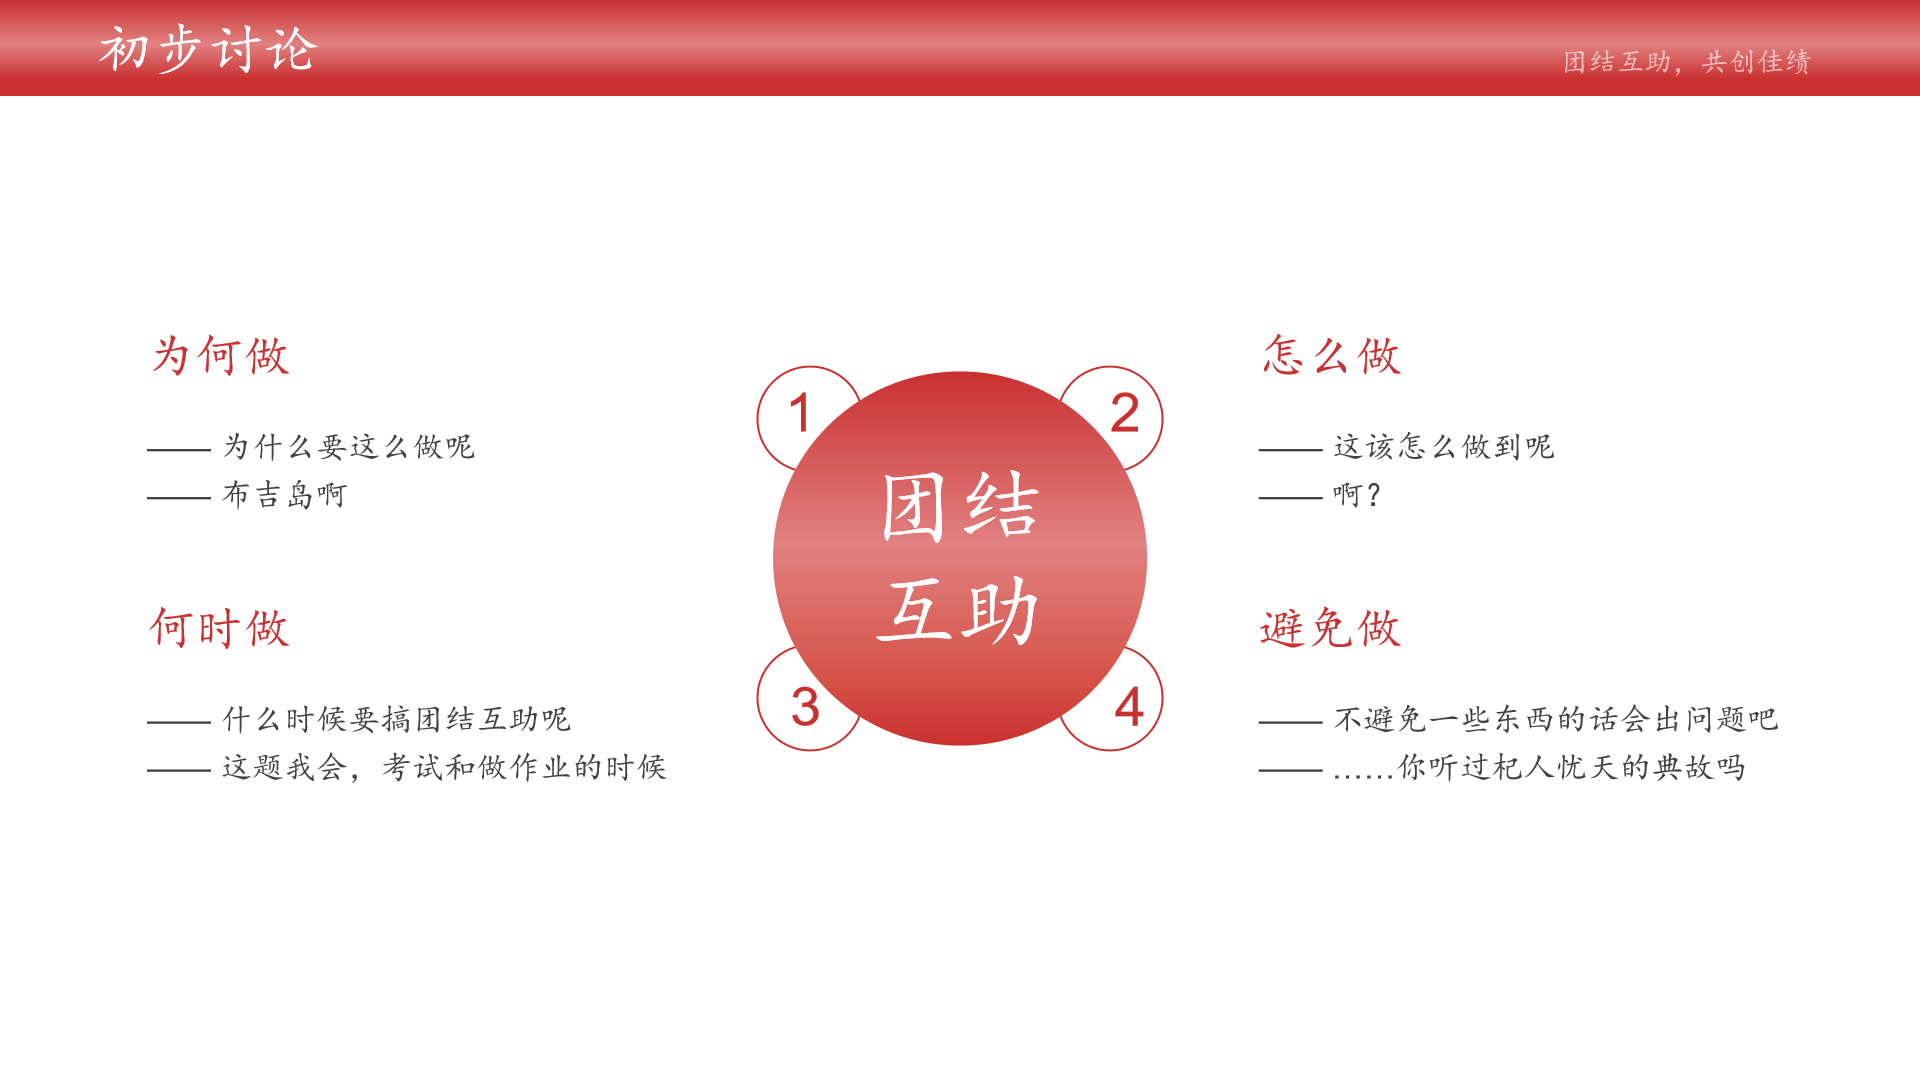 初步讨论
团结互助，共创佳绩
为何做
—— 为什么要这么做呢
—— 布吉岛啊
何时做
—— 什么时候要搞团结互助呢
—— 这题我会，考试和做作业的时候
1
2
团结
互助
3
4
怎么做
—— 这该怎么做到呢
—— 啊？
避免做
—— 不避免一些东西的话会出问题吧
—— ……你听过杞人忧天的典故吗